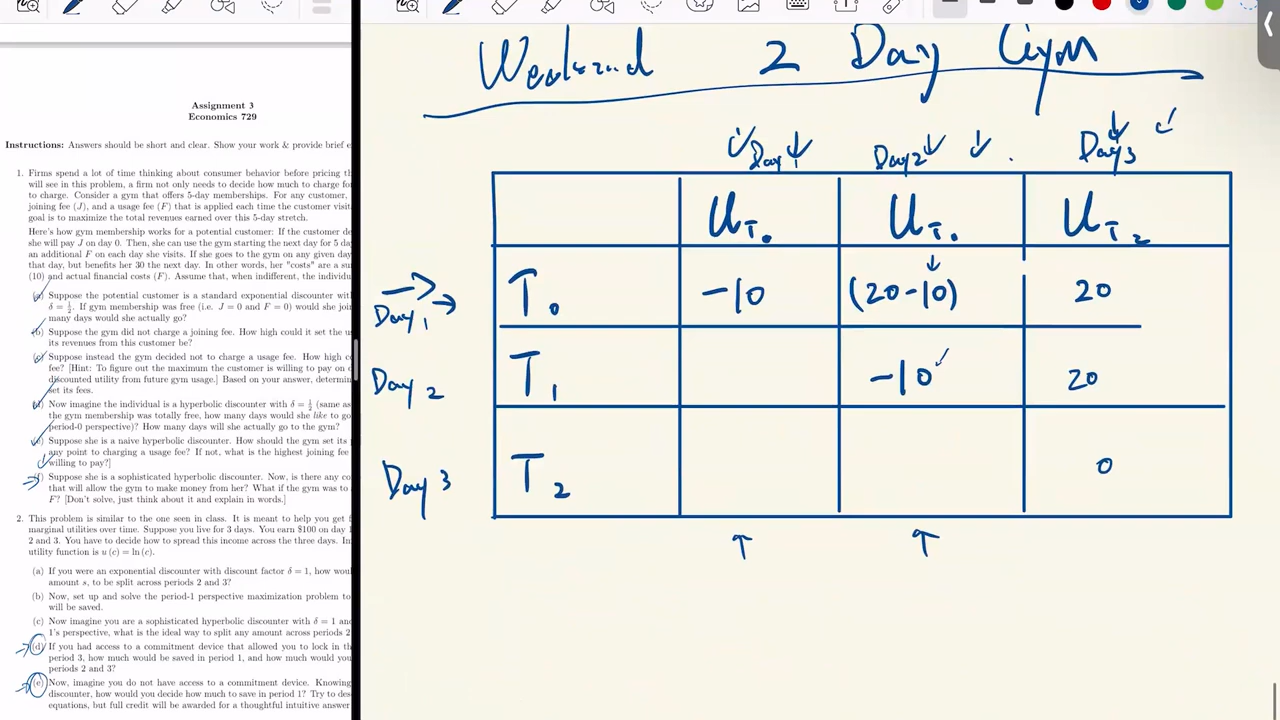 Assignment 3
Economics 729
Instructions: Answers should be short and clear. Show your work & provide brief e
1. Firms spend a lot of time thinking about consumer behavior before pricing th
will see in this problem, a firm not only needs to decide how much to charge for
to charge. Consider a gym that offers 5-day memberships. For any customer,
joining fee (J), and a usage fee (F) that is applied each time the customer visit
goal is to maximize the total revenues earned over this 5-day stretch.
Here's how gym membership works for a potential customer: If the customer de
she will pay J on day 0. Then, she can use the gym starting the next day for 5 da
an additional F on each day she visits. If she goes to the gym on any given day
that day, but benefits her 30 the next day. In other words, her "costs" are a su
(10) and actual financial costs (F). Assume that, when indifferent, the individu
(a) Suppose the potential customer is a standard exponential discounter wit
δ = 1/2. If gym membership was free (i.e. J = 0 and F = 0) would she joi
many days would she actually go?
(b) Suppose the gym did not charge a joining fee. How high could it set the us
its revenues from this customer be?
(c) Suppose instead the gym decided not to charge a usage fee. How high co
fee? [Hint: To figure out the maximum the customer is willing to pay on d
discounted utility from future gym usage.] Based on your answer, determin
set its fees.
(d) Now imagine the individual is a hyperbolic discounter with δ = 1/2 (same as
the gym membership was totally free, how many days would she like to go
period-0 perspective)? How many days will she actually go to the gym?
(e) Suppose she is a naive hyperbolic discounter. How should the gym set its
any point to charging a usage fee? If not, what is the highest joining fee
willing to pay?]
(f) Suppose she is a sophisticated hyperbolic discounter. Now, is there any co
that will allow the gym to make money from her? What if the gym was to
F? [Don't solve, just think about it and explain in words.]
2. This problem is similar to the one seen in class. It is meant to help you get f
marginal utilities over time. Suppose you live for 3 days. You earn $100 on day 1
2 and 3. You have to decide how to spread this income across the three days. In
utility function is u (c) = ln (c).
(a) If you were an exponential discounter with discount factor δ = 1, how woul
amount s, to be split across periods 2 and 3?
(b) Now, set up and solve the period-1 perspective maximization problem to
will be saved.
(c) Now imagine you are a sophisticated hyperbolic discounter with δ = 1 and
1's perspective, what is the ideal way to split any amount across periods 2
(d) If you had access to a commitment device that allowed you to lock in th
period 3, how much would be saved in period 1, and how much would you
periods 2 and 3?
(e) Now, imagine you do not have access to a commitment device. Knowing
discounter, how would you decide how much to save in period 1? Try to des
equations, but full credit will be awarded for a thoughtful intuitive answer
Weekend 2 Day Gym
Day 1 Day 2 Day 3
U T0 U T0 U T2
Day 1 T0 -10 (20-10) 20
Day 2 T1 -10 20
Day 3 T2 0